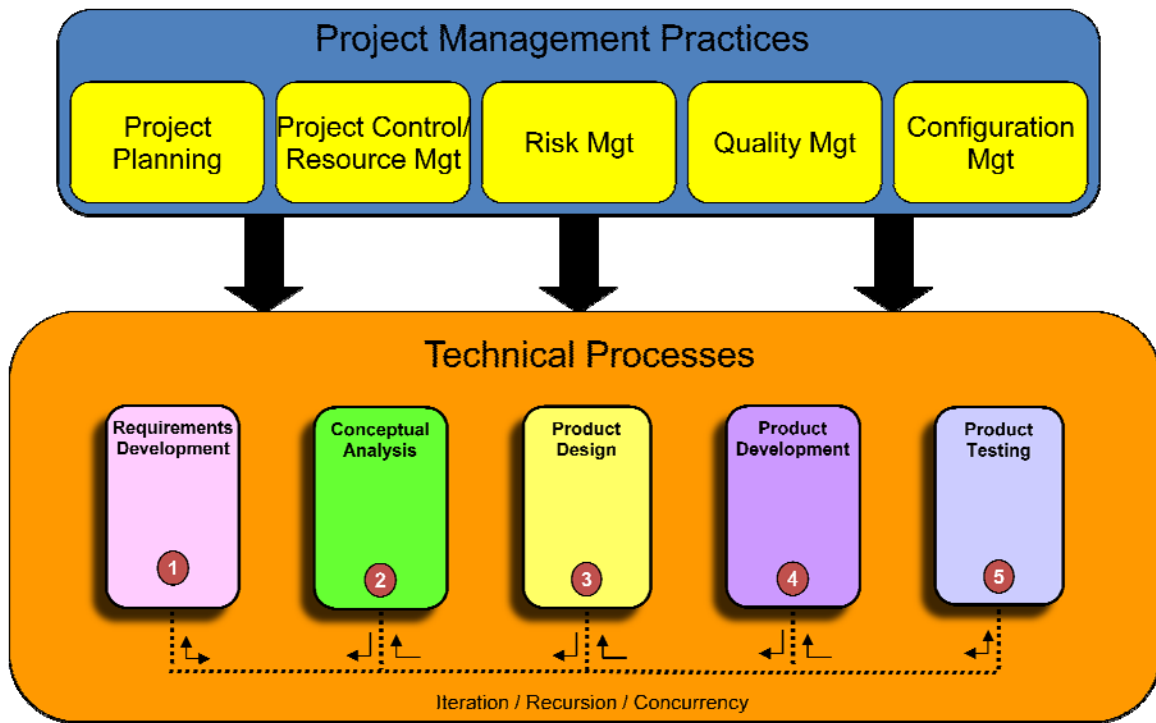 Project Management Practices
Project
Planning
Project Control/
Resource Mgt
Risk Mgt
Quality Mgt
Configuration
Mgt
Technical Processes
Requirements
Development
1
Conceptual
Analysis
2
Product
Design
3
Product
Development
4
Product
Testing
5
Iteration / Recursion / Concurrency